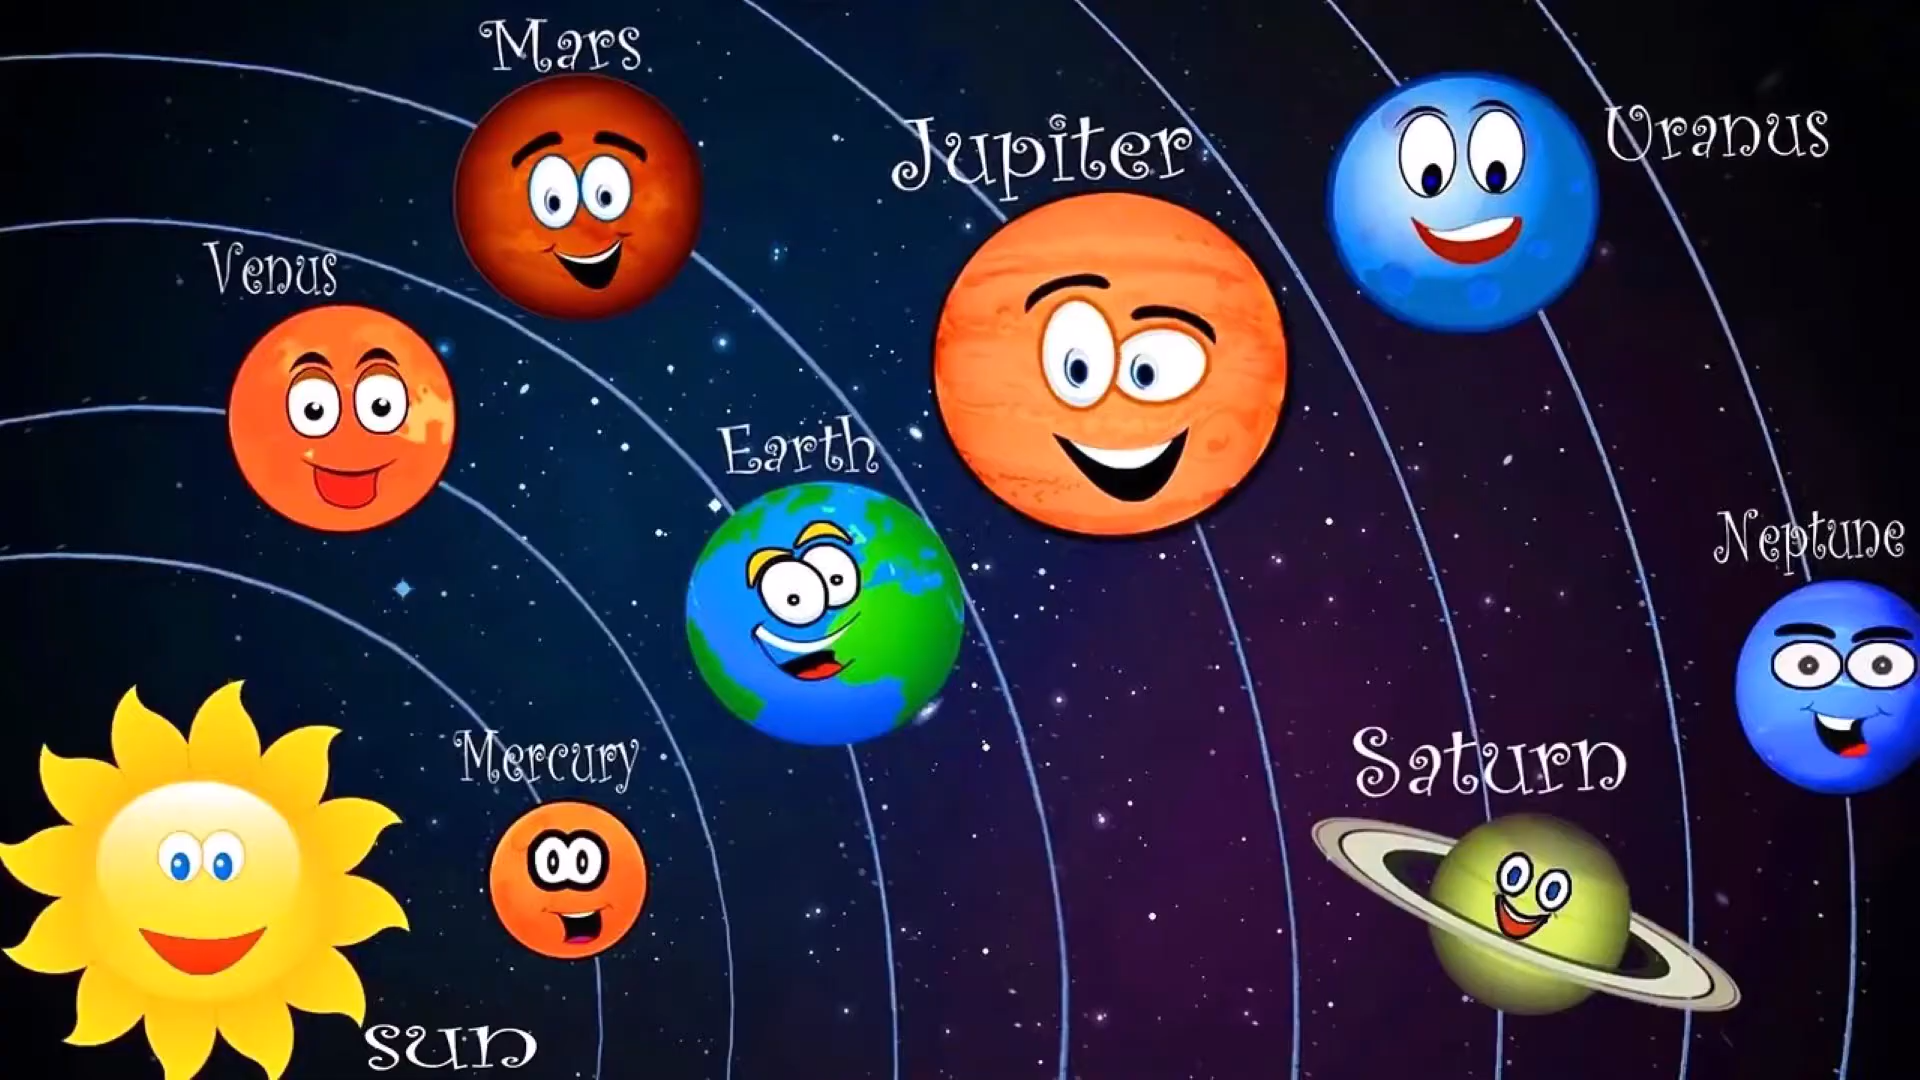 Mars
Jupiter
Uranus
Venus
Earth
Neptune
Mercury
Saturn
sun